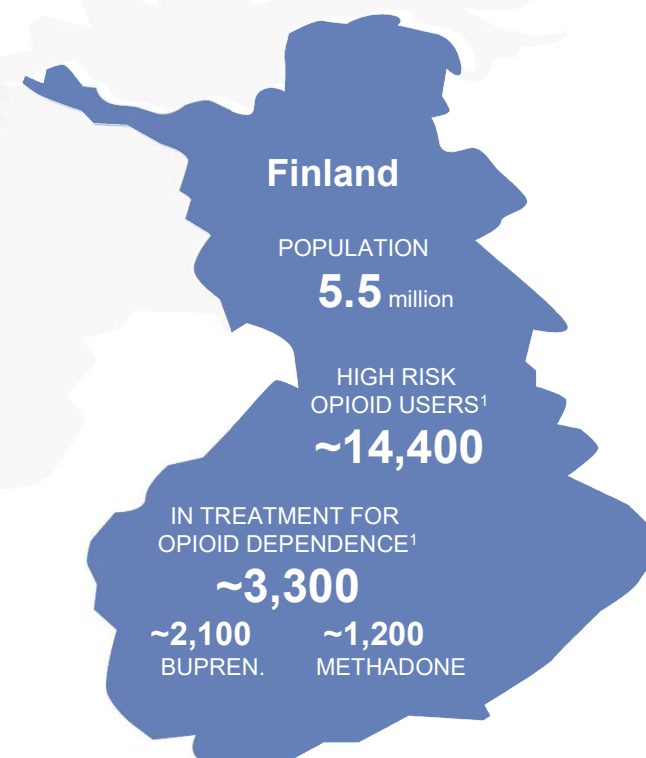 Finland
POPULATION
5.5 million
HIGH RISK
OPIOID USERS¹
~14,400
IN TREATMENT FOR
OPIOID DEPENDENCE¹
~3,300
~2,100 ~1,200
BUPREN. METHADONE